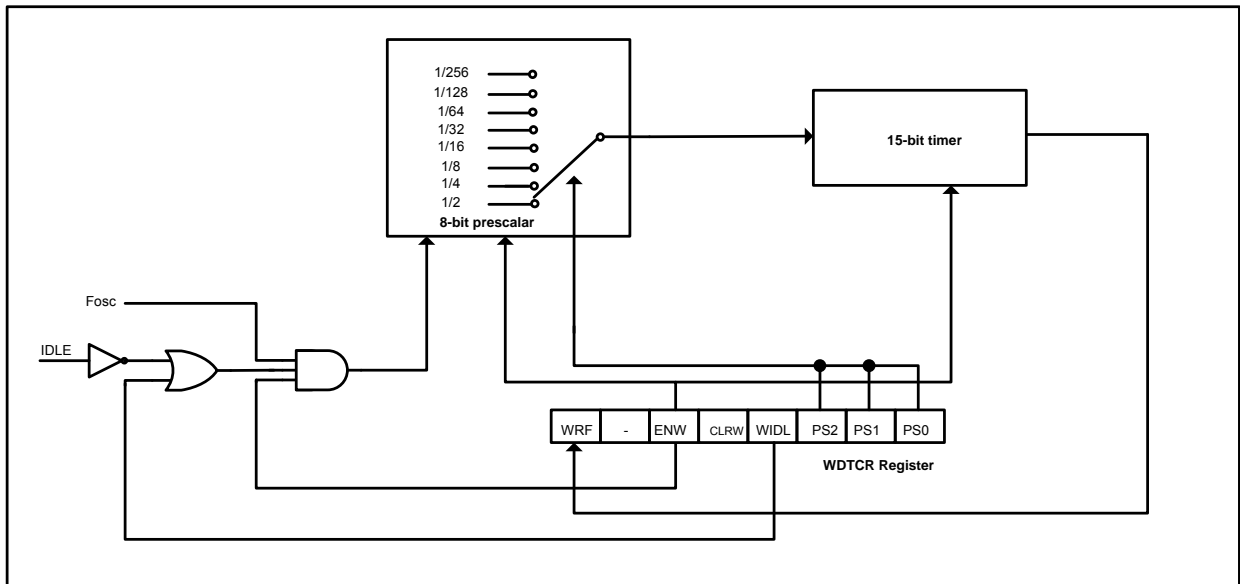 1/256
1/128
1/64
1/32
1/16
1/8
1/4
1/2
8-bit prescalar
15-bit timer
Fosc
IDLE
WRF - ENW CLRW WIDL PS2 PS1 PS0
WDTCR Register